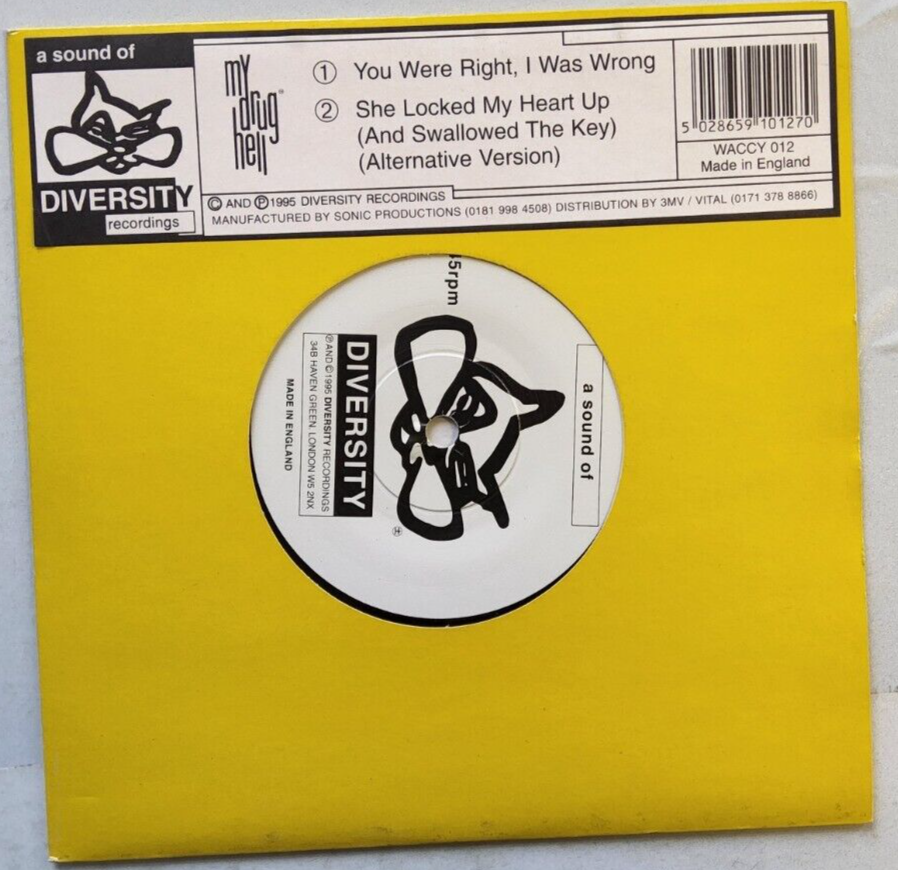 a sound of
DIVERSITY
recordings
my
drug
hell
① You Were Right, I Was Wrong
② She Locked My Heart Up
(And Swallowed The Key)
(Alternative Version)
5 028659 101270
WACCY 012
Made in England
© AND ℗ 1995 DIVERSITY RECORDINGS
MANUFACTURED BY SONIC PRODUCTIONS (0181 998 4508) DISTRIBUTION BY 3MV / VITAL (0171 378 8866)
45rpm
a sound of
DIVERSITY
℗ AND © 1995 DIVERSITY RECORDINGS
34B HAVEN GREEN, LONDON W5 2NX
MADE IN ENGLAND